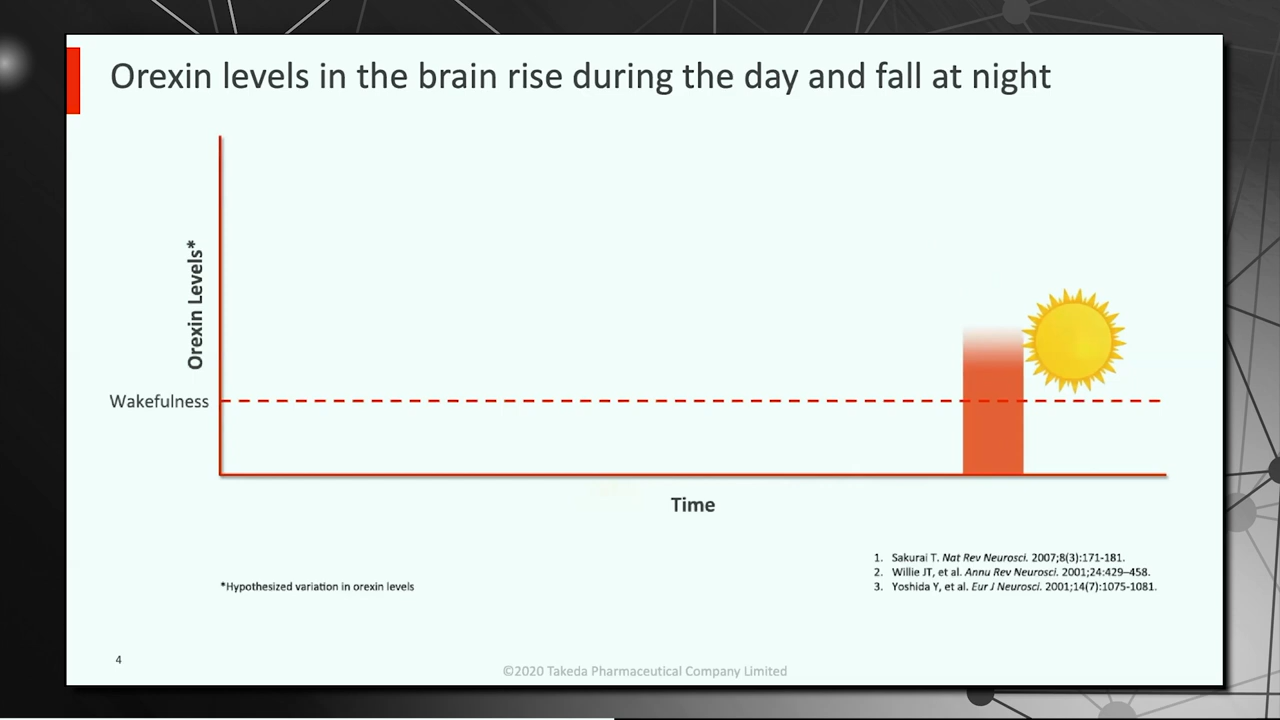 Orexin levels in the brain rise during the day and fall at night
Orexin Levels*
Wakefulness
Time
1. Sakurai T. Nat Rev Neurosci. 2007;8(3):171-181.
2. Willie JT, et al. Annu Rev Neurosci. 2001;24:429–458.
3. Yoshida Y, et al. Eur J Neurosci. 2001;14(7):1075-1081.
*Hypothesized variation in orexin levels
4
©2020 Takeda Pharmaceutical Company Limited